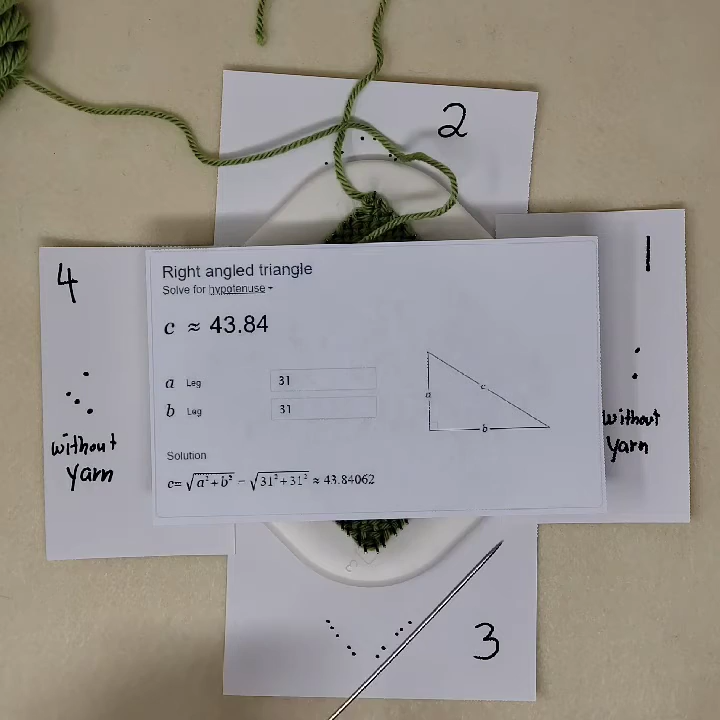 2
1
4
Right angled triangle
Solve for hypotenuse
c ≈ 43.84
a Leg 31
b Leg 31
a
c
b
without
yarn
without
yarn
Solution
c= √a²+b² = √31²+31² ≈ 43.84062
3
3